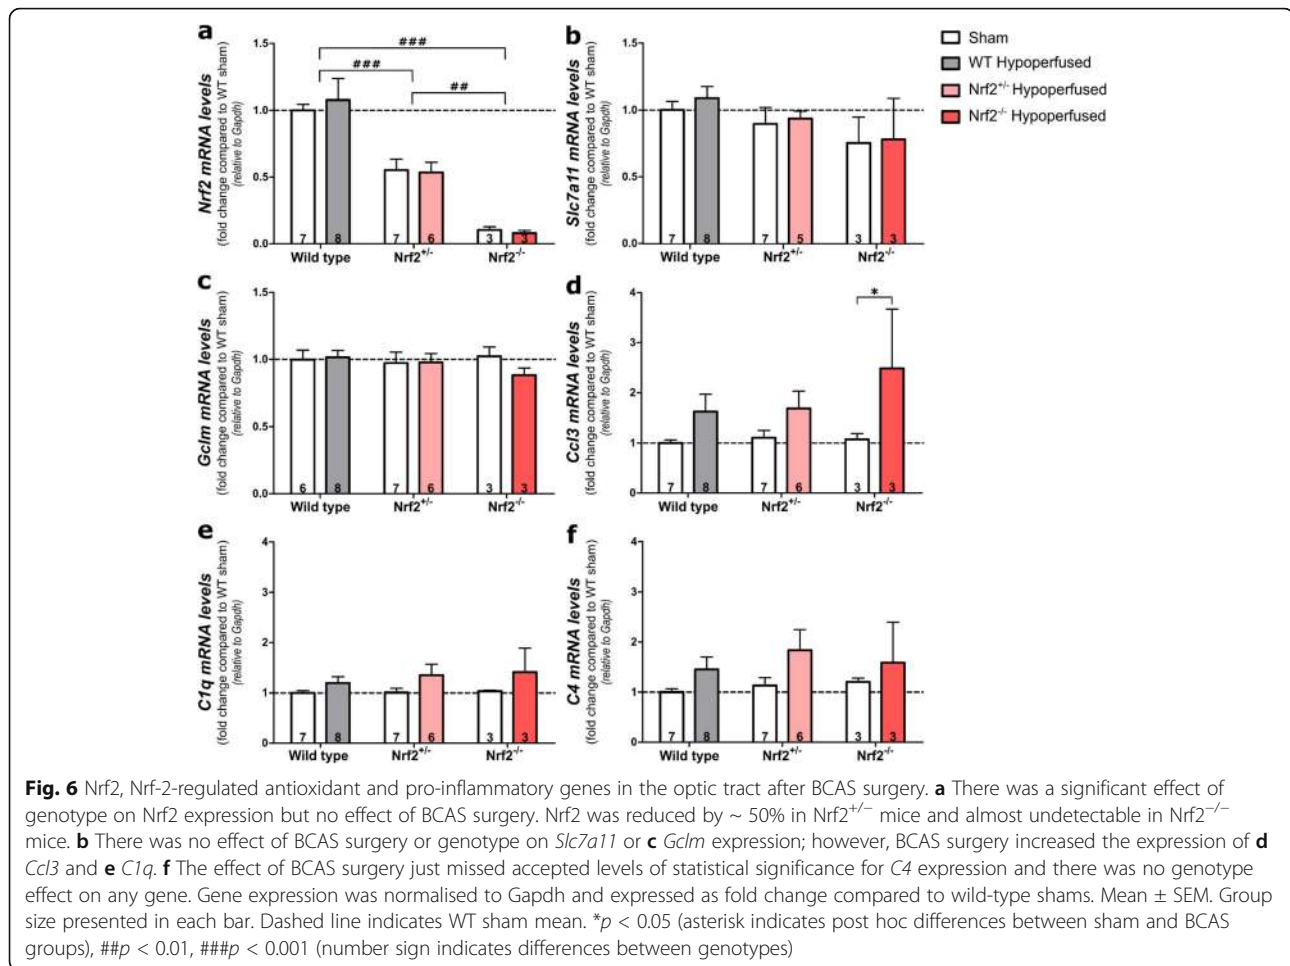 a
Nrf2 mRNA levels
(fold change compared to WT sham)
(relative to Gapdh)
1.5
1.0
0.5
0.0
###
###
##
7
8
7
6
3
3
Wild type
Nrf2+/-
Nrf2-/-
b
Slc7a11 mRNA levels
(fold change compared to WT sham)
(relative to Gapdh)
1.5
1.0
0.5
0.0
7
8
7
5
3
3
Wild type
Nrf2+/-
Nrf2-/-
Sham
WT Hypoperfused
Nrf2+/- Hypoperfused
Nrf2-/- Hypoperfused
c
Gclm mRNA levels
(fold change compared to WT sham)
(relative to Gapdh)
1.5
1.0
0.5
0.0
6
8
7
6
3
3
Wild type
Nrf2+/-
Nrf2-/-
d
Ccl3 mRNA levels
(fold change compared to WT sham)
(relative to Gapdh)
4
3
2
1
0
*
7
8
7
6
3
3
Wild type
Nrf2+/-
Nrf2-/-
e
C1q mRNA levels
(fold change compared to WT sham)
(relative to Gapdh)
4
3
2
1
0
7
8
7
6
3
3
Wild type
Nrf2+/-
Nrf2-/-
f
C4 mRNA levels
(fold change compared to WT sham)
(relative to Gapdh)
4
3
2
1
0
7
8
7
6
3
3
Wild type
Nrf2+/-
Nrf2-/-
Fig. 6 Nrf2, Nrf-2-regulated antioxidant and pro-inflammatory genes in the optic tract after BCAS surgery. a There was a significant effect of
genotype on Nrf2 expression but no effect of BCAS surgery. Nrf2 was reduced by ~ 50% in Nrf2+/− mice and almost undetectable in Nrf2−/−
mice. b There was no effect of BCAS surgery or genotype on Slc7a11 or c Gclm expression; however, BCAS surgery increased the expression of d
Ccl3 and e C1q. f The effect of BCAS surgery just missed accepted levels of statistical significance for C4 expression and there was no genotype
effect on any gene. Gene expression was normalised to Gapdh and expressed as fold change compared to wild-type shams. Mean ± SEM. Group
size presented in each bar. Dashed line indicates WT sham mean. *p < 0.05 (asterisk indicates post hoc differences between sham and BCAS
groups), ##p < 0.01, ###p < 0.001 (number sign indicates differences between genotypes)